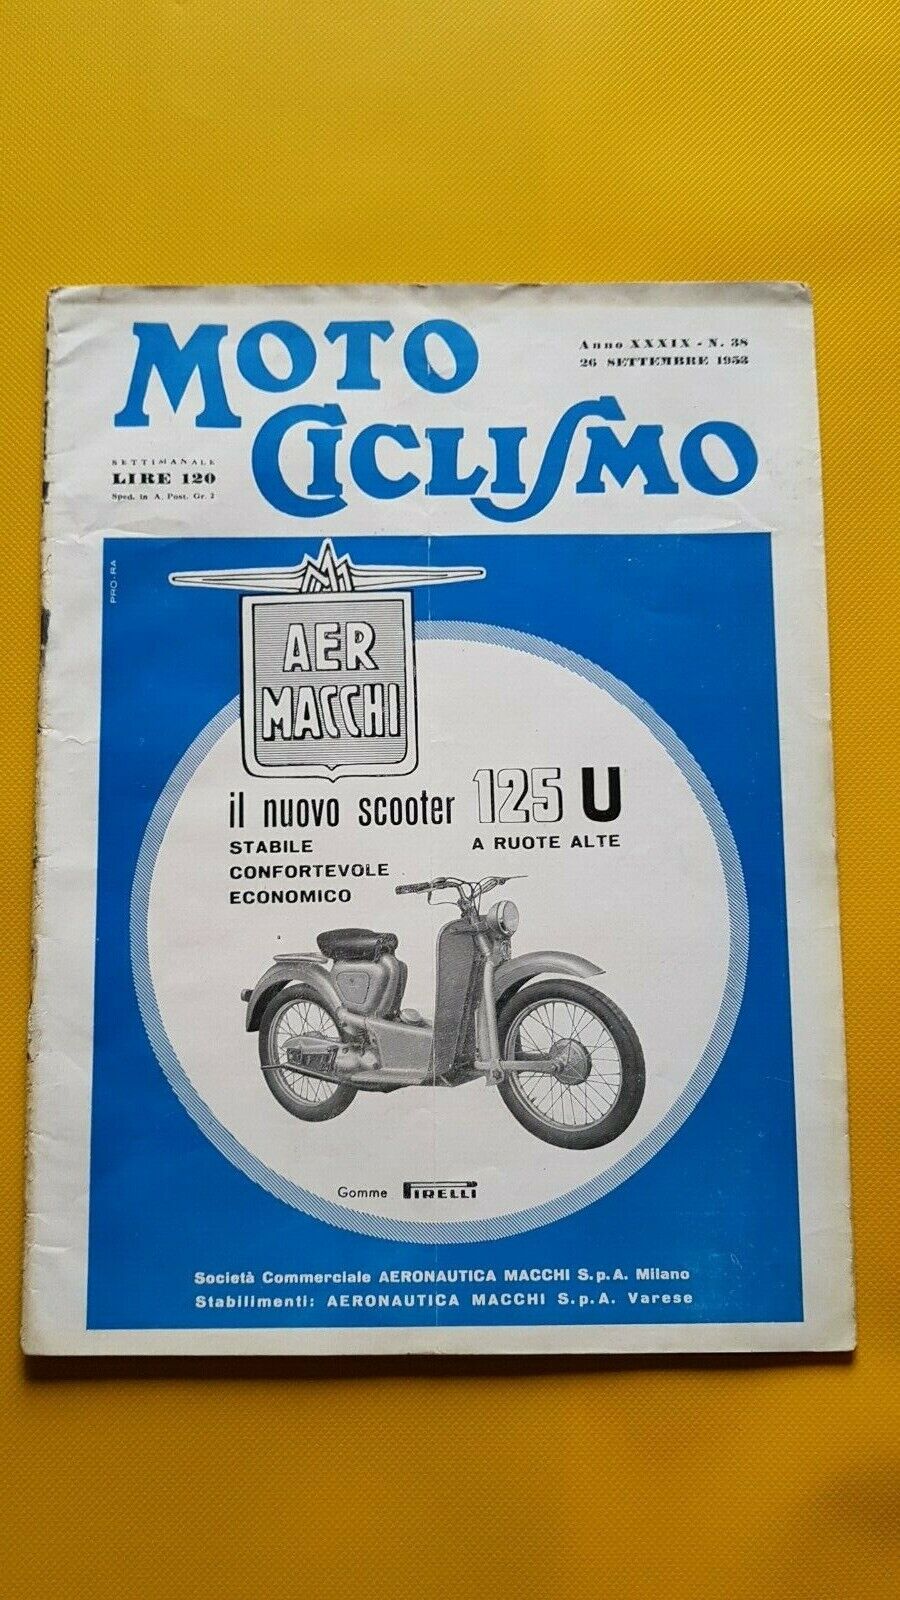 MOTO
CICLISMO
Anno XXXIX - N. 38
26 SETTEMBRE 1953
SETTIMANALE
LIRE 120
Sped. in A. Post. Gr. 2
PRO-RA
AER
MACCHI
il nuovo scooter 125 U
STABILE
CONFORTEVOLE
ECONOMICO
A RUOTE ALTE
Gomme PIRELLI
Società Commerciale AERONAUTICA MACCHI S.p.A. Milano
Stabilimenti: AERONAUTICA MACCHI S.p.A. Varese